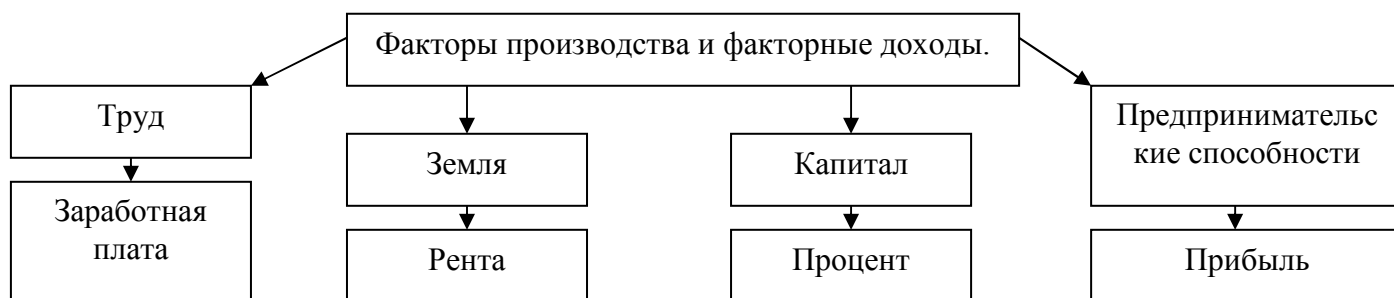 Факторы производства и факторные доходы.
Труд
Земля
Капитал
Предпринимательс
кие способности
Заработная
плата
Рента
Процент
Прибыль